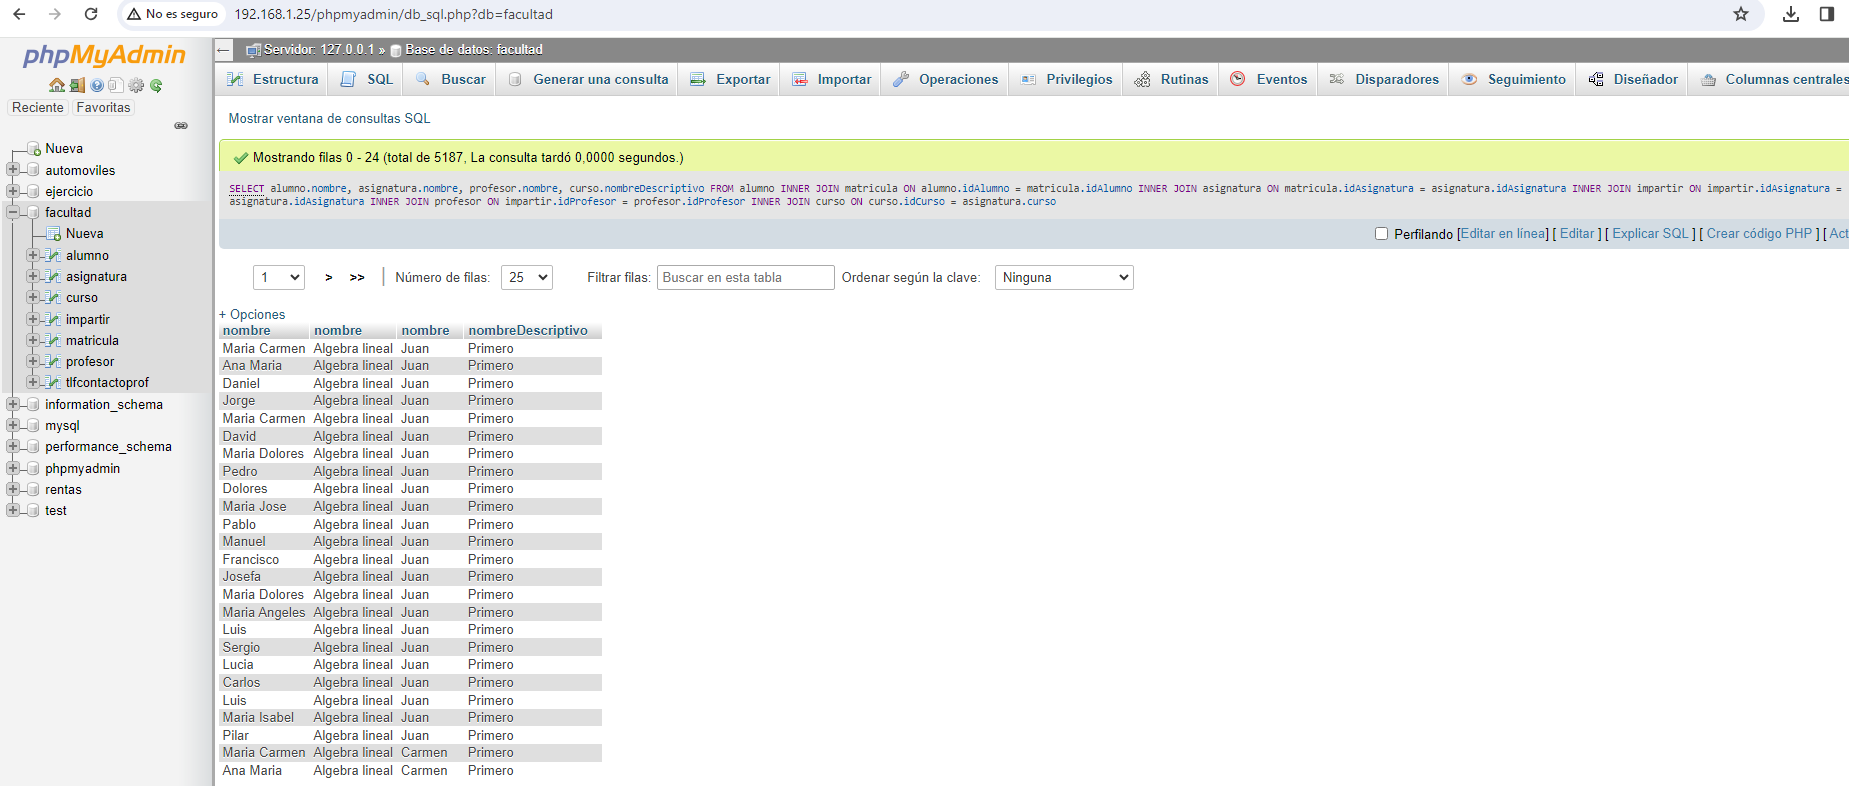 No es seguro 192.168.1.25/phpmyadmin/db_sql.php?db=facultad
phpMyAdmin
Reciente Favoritas
Nueva
automoviles
ejercicio
facultad
Nueva
alumno
asignatura
curso
impartir
matricula
profesor
tlfcontactoprof
information_schema
mysql
performance_schema
phpmyadmin
rentas
test
← Servidor: 127.0.0.1 » Base de datos: facultad
Estructura SQL Buscar Generar una consulta Exportar Importar Operaciones Privilegios Rutinas Eventos Disparadores Seguimiento Diseñador Columnas centrales
Mostrar ventana de consultas SQL
Mostrando filas 0 - 24 (total de 5187, La consulta tardó 0,0000 segundos.)
SELECT alumno.nombre, asignatura.nombre, profesor.nombre, curso.nombreDescriptivo FROM alumno INNER JOIN matricula ON alumno.idAlumno = matricula.idAlumno INNER JOIN asignatura ON matricula.idAsignatura = asignatura.idAsignatura INNER JOIN impartir ON impartir.idAsignatura =
asignatura.idAsignatura INNER JOIN profesor ON impartir.idProfesor = profesor.idProfesor INNER JOIN curso ON curso.idCurso = asignatura.curso
Perfilando [Editar en línea] [ Editar ] [ Explicar SQL ] [ Crear código PHP ] [ Act
1 > >> | Número de filas: 25 Filtrar filas: Buscar en esta tabla Ordenar según la clave: Ninguna
+ Opciones
nombre nombre nombre nombreDescriptivo
Maria Carmen Algebra lineal Juan Primero
Ana Maria Algebra lineal Juan Primero
Daniel Algebra lineal Juan Primero
Jorge Algebra lineal Juan Primero
Maria Carmen Algebra lineal Juan Primero
David Algebra lineal Juan Primero
Maria Dolores Algebra lineal Juan Primero
Pedro Algebra lineal Juan Primero
Dolores Algebra lineal Juan Primero
Maria Jose Algebra lineal Juan Primero
Pablo Algebra lineal Juan Primero
Manuel Algebra lineal Juan Primero
Francisco Algebra lineal Juan Primero
Josefa Algebra lineal Juan Primero
Maria Dolores Algebra lineal Juan Primero
Maria Angeles Algebra lineal Juan Primero
Luis Algebra lineal Juan Primero
Sergio Algebra lineal Juan Primero
Lucia Algebra lineal Juan Primero
Carlos Algebra lineal Juan Primero
Luis Algebra lineal Juan Primero
Maria Isabel Algebra lineal Juan Primero
Pilar Algebra lineal Juan Primero
Maria Carmen Algebra lineal Carmen Primero
Ana Maria Algebra lineal Carmen Primero